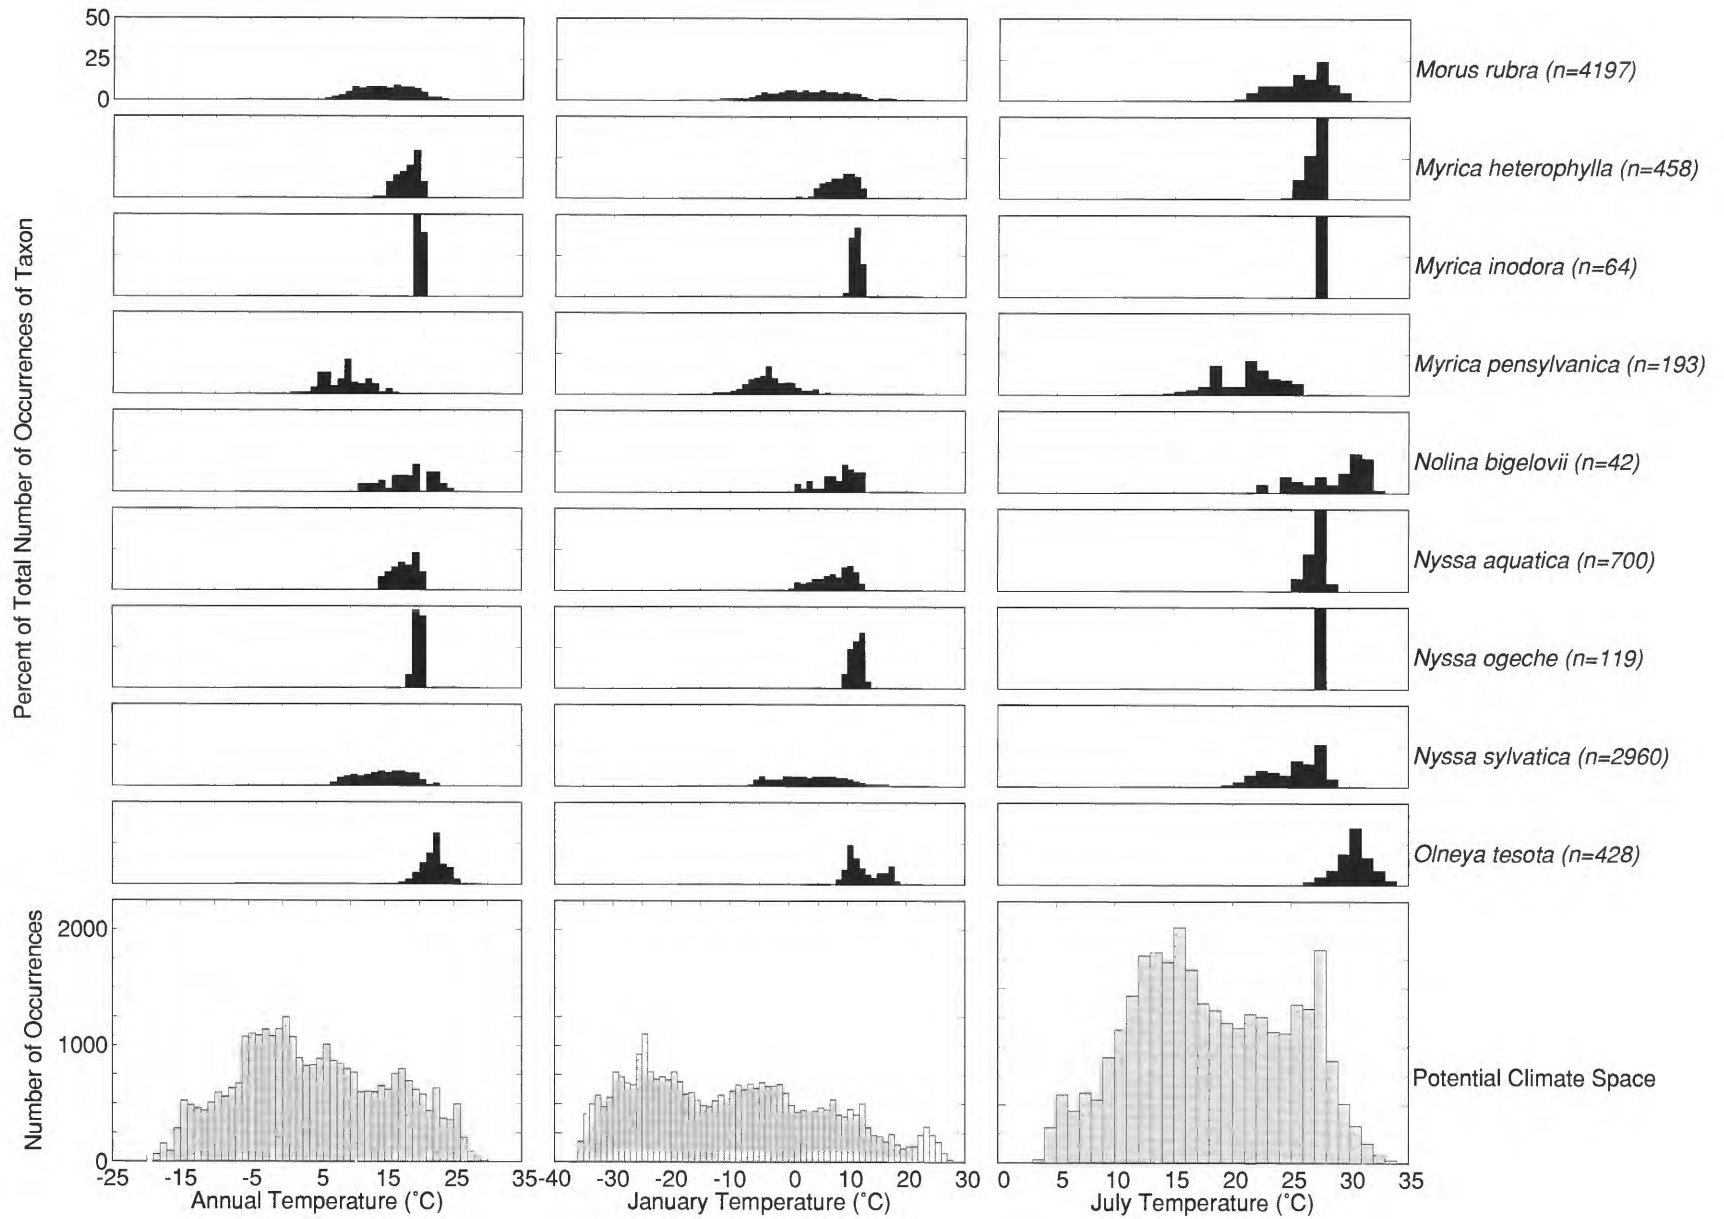 50
25
0
Morus rubra (n=4197)
Myrica heterophylla (n=458)
Myrica inodora (n=64)
Myrica pensylvanica (n=193)
Nolina bigelovii (n=42)
Nyssa aquatica (n=700)
Nyssa ogeche (n=119)
Nyssa sylvatica (n=2960)
Olneya tesota (n=428)
Percent of Total Number of Occurrences of Taxon
2000
1000
0
Number of Occurrences
Potential Climate Space
-25 -15 -5 5 15 25 35
-40 -30 -20 -10 0 10 20 30
0 5 10 15 20 25 30 35
Annual Temperature (°C)
January Temperature (°C)
July Temperature (°C)